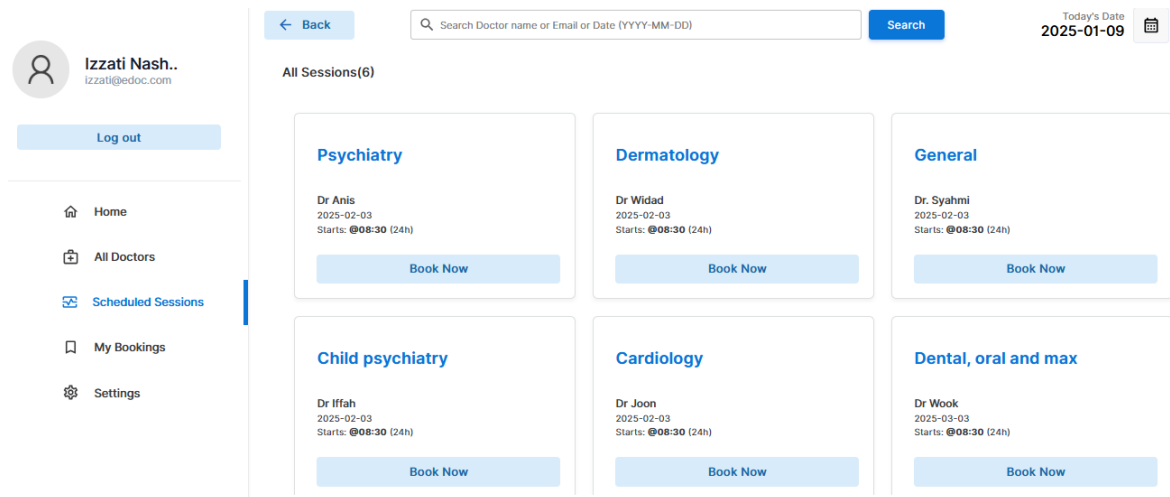 Izzati Nash..
izzati@edoc.com
Log out
Home
All Doctors
Scheduled Sessions
My Bookings
Settings
Back
Search Doctor name or Email or Date (YYYY-MM-DD)
Search
Today's Date
2025-01-09
All Sessions(6)
Psychiatry
Dr Anis
2025-02-03
Starts: @08:30 (24h)
Book Now
Dermatology
Dr Widad
2025-02-03
Starts: @08:30 (24h)
Book Now
General
Dr. Syahmi
2025-02-03
Starts: @08:30 (24h)
Book Now
Child psychiatry
Dr Iffah
2025-02-03
Starts: @08:30 (24h)
Book Now
Cardiology
Dr Joon
2025-02-03
Starts: @08:30 (24h)
Book Now
Dental, oral and max
Dr Wook
2025-03-03
Starts: @08:30 (24h)
Book Now